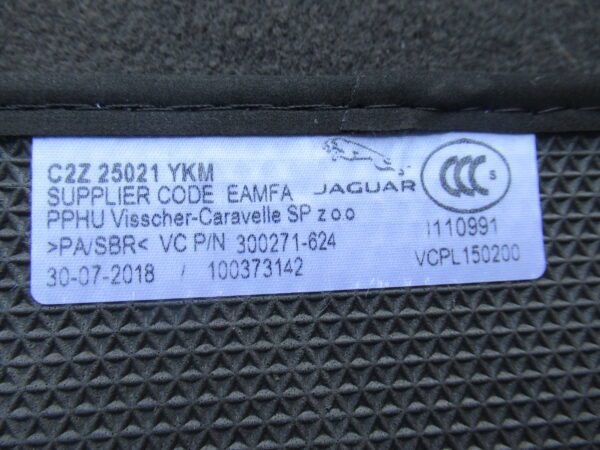 C2Z 25021 YKM
SUPPLIER CODE EAMFA
JAGUAR
CCC S
PPHU Visscher-Caravelle SP z o o
I110991
>PA/SBR< VC P/N 300271-624
VCPL150200
30-07-2018 / 100373142